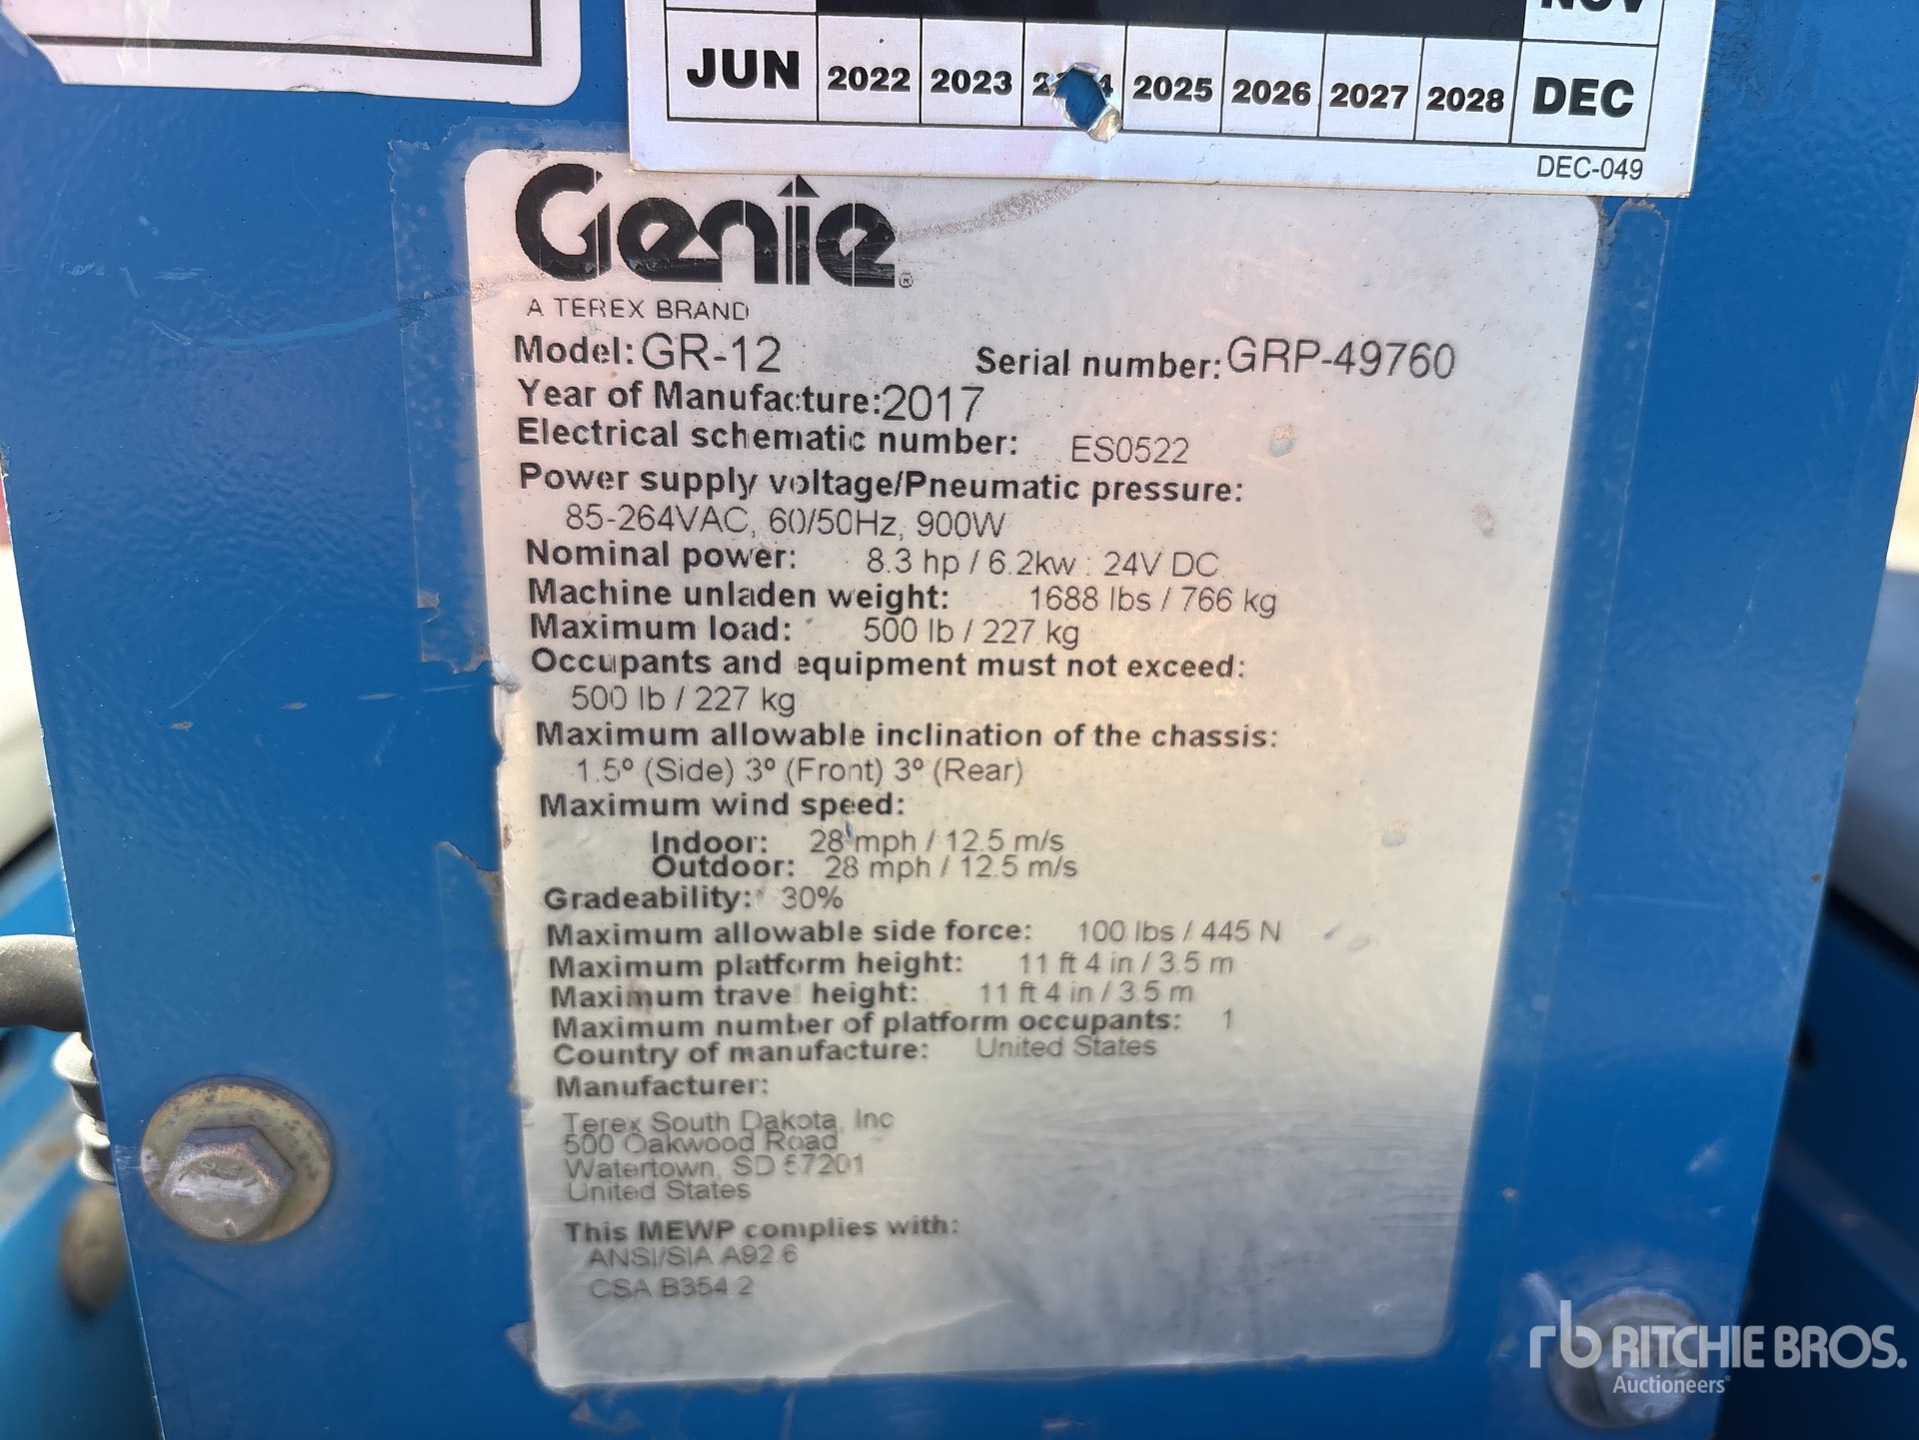 JUN 2022 2023 2025 2026 2027 2028 DEC
DEC-049
Genie®
A TEREX BRAND
Model: GR-12 Serial number: GRP-49760
Year of Manufacture: 2017
Electrical schematic number: ES0522
Power supply voltage/Pneumatic pressure:
85-264VAC, 60/50Hz, 900W
Nominal power: 8.3 hp / 6.2kw : 24V DC
Machine unladen weight: 1688 lbs / 766 kg
Maximum load: 500 lb / 227 kg
Occupants and equipment must not exceed:
500 lb / 227 kg
Maximum allowable inclination of the chassis:
1.5º (Side) 3º (Front) 3º (Rear)
Maximum wind speed:
Indoor: 28 mph / 12.5 m/s
Outdoor: 28 mph / 12.5 m/s
Gradeability: 30%
Maximum allowable side force: 100 lbs / 445 N
Maximum platform height: 11 ft 4 in / 3.5 m
Maximum travel height: 11 ft 4 in / 3.5 m
Maximum number of platform occupants: 1
Country of manufacture: United States
Manufacturer:
Terex South Dakota, Inc
500 Oakwood Road
Watertown, SD 57201
United States
This MEWP complies with:
ANSI/SIA A92.6
CSA B354.2
rb RITCHIE BROS.
Auctioneers